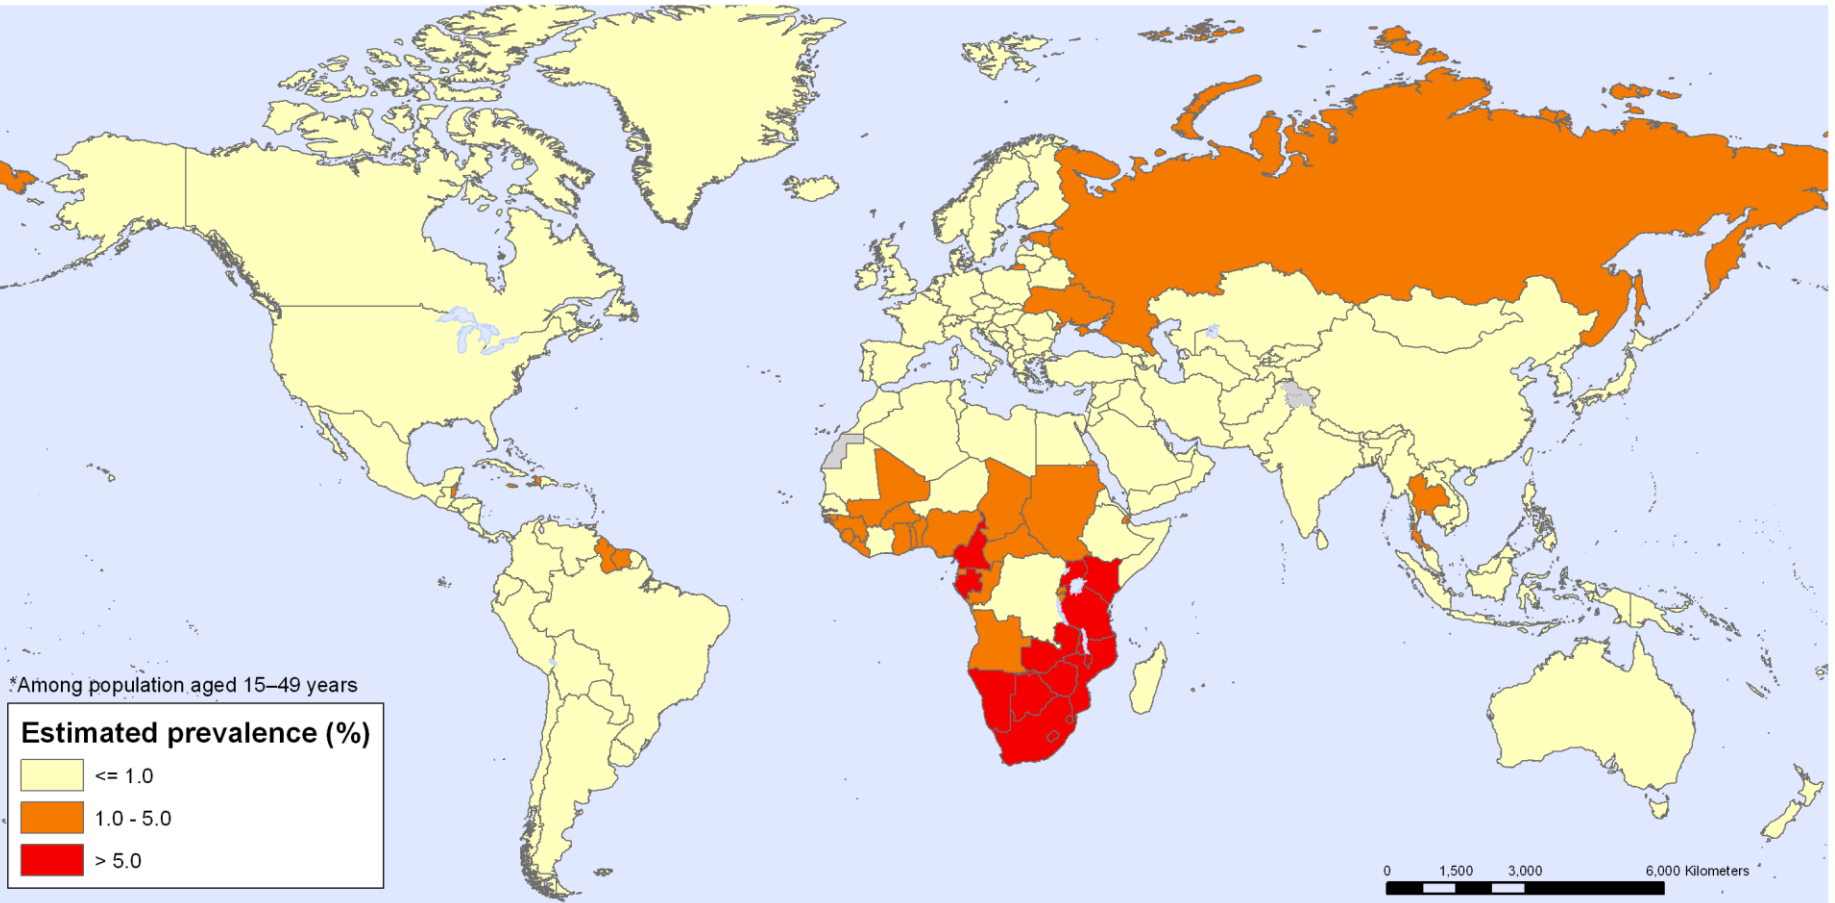 *Among population aged 15–49 years
Estimated prevalence (%)
<= 1.0
1.0 - 5.0
> 5.0
0 1,500 3,000 6,000 Kilometers